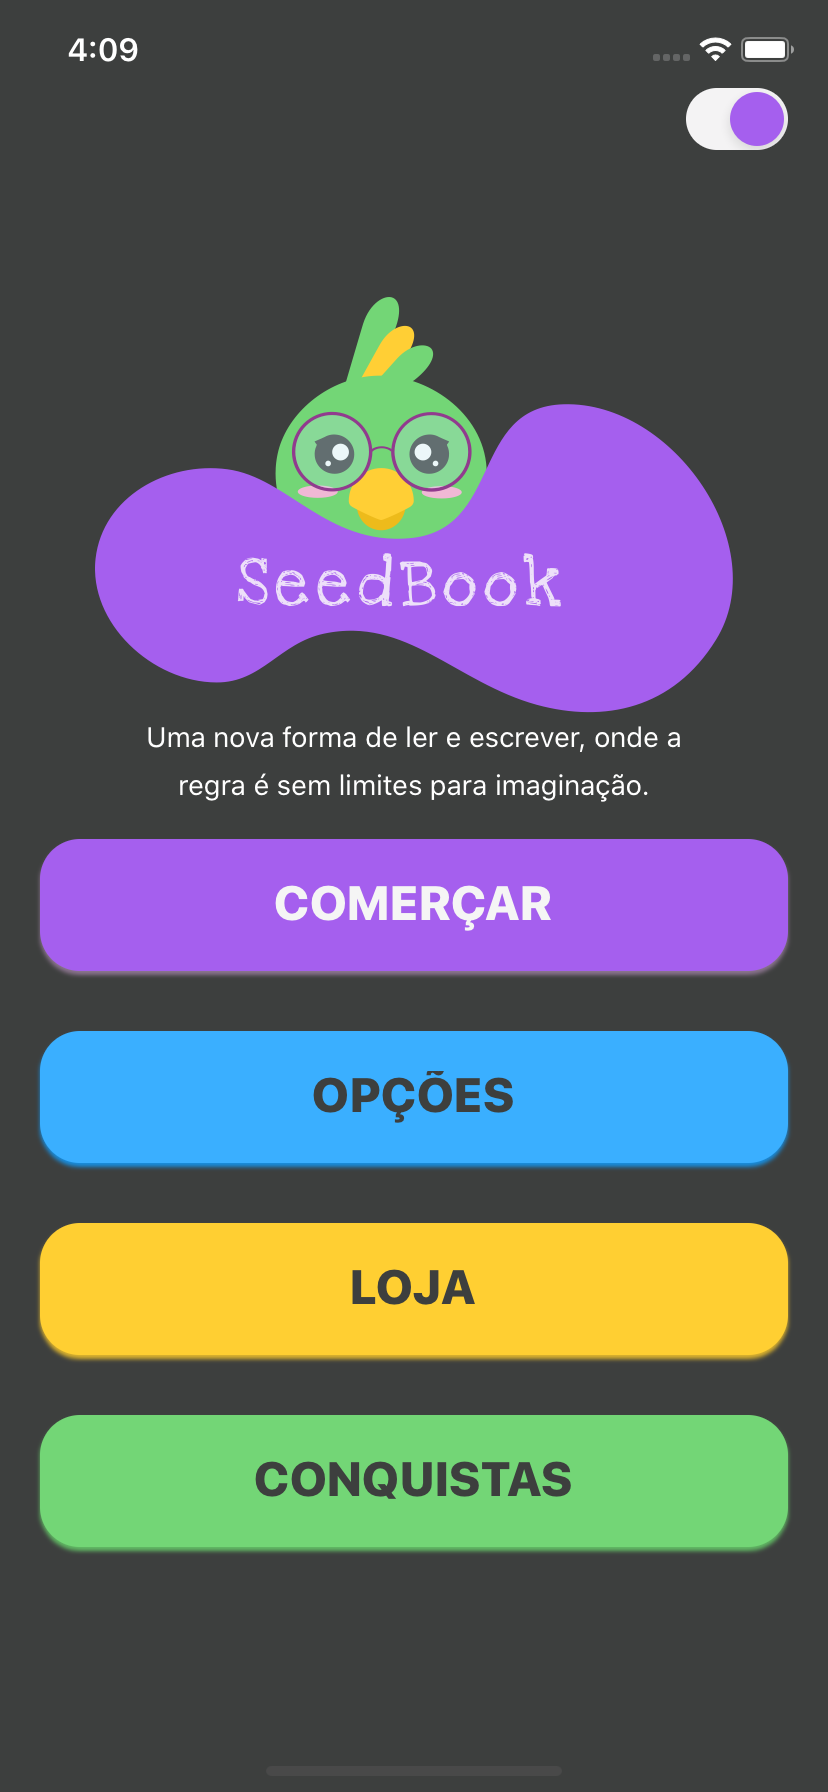 4:09
SeedBook
Uma nova forma de ler e escrever, onde a
regra é sem limites para imaginação.
COMERÇAR
OPÇÕES
LOJA
CONQUISTAS